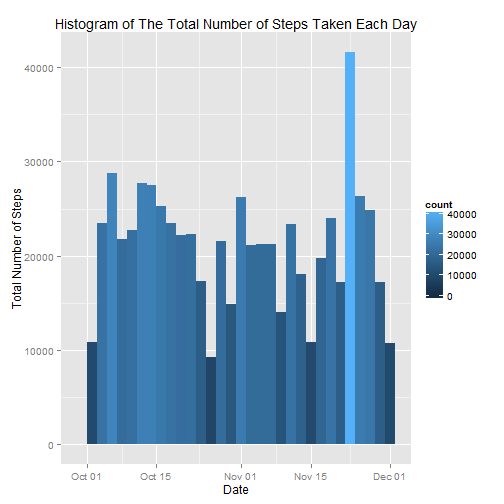 Histogram of The Total Number of Steps Taken Each Day
Total Number of Steps
40000
30000
20000
10000
0
Oct 01
Oct 15
Nov 01
Nov 15
Dec 01
Date
count
40000
30000
20000
10000
0